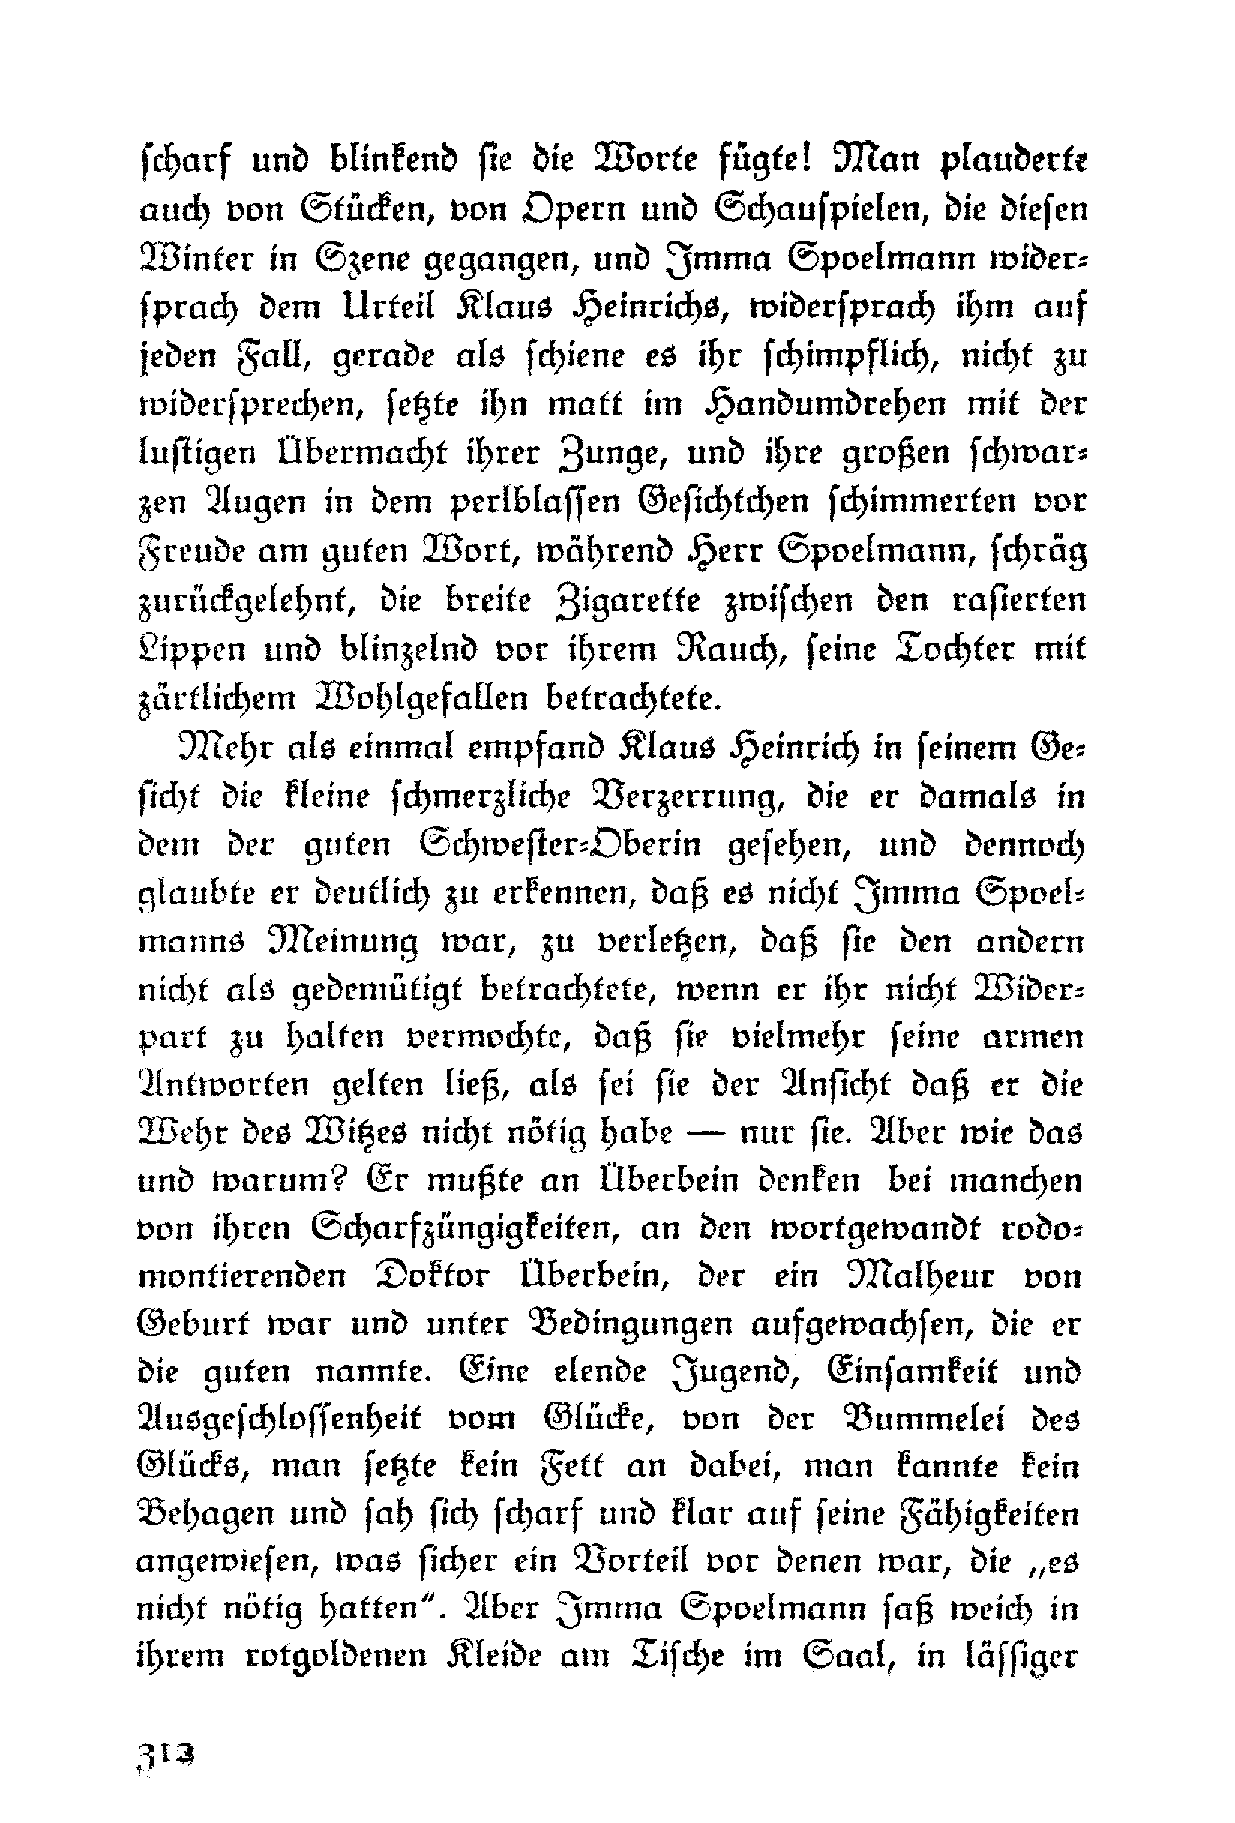 scharf und blinkend sie die Worte fügte! Man plauderte
auch von Stücken, von Opern und Schauspielen, die diesen
Winter in Szene gegangen, und Imma Spoelmann wider-
sprach dem Urteil Klaus Heinrichs, widersprach ihm auf
jeden Fall, gerade als schiene es ihr schimpflich, nicht zu
widersprechen, setzte ihn matt im Handumdrehen mit der
lustigen Übermacht ihrer Zunge, und ihre großen schwar-
zen Augen in dem perlblassen Gesichtchen schimmerten vor
Freude am guten Wort, während Herr Spoelmann, schräg
zurückgelehnt, die breite Zigarette zwischen den rasierten
Lippen und blinzelnd vor ihrem Rauch, seine Tochter mit
zärtlichem Wohlgefallen betrachtete.
Mehr als einmal empfand Klaus Heinrich in seinem Ge-
sicht die kleine schmerzliche Verzerrung, die er damals in
dem der guten Schwester-Oberin gesehen, und dennoch
glaubte er deutlich zu erkennen, daß es nicht Imma Spoel-
manns Meinung war, zu verletzen, daß sie den andern
nicht als gedemütigt betrachtete, wenn er ihr nicht Wider-
part zu halten vermochte, daß sie vielmehr seine armen
Antworten gelten ließ, als sei sie der Ansicht daß er die
Wehr des Witzes nicht nötig habe — nur sie. Aber wie das
und warum? Er mußte an Überbein denken bei manchen
von ihren Scharfzüngigkeiten, an den wortgewandt rodo-
montierenden Doktor Überbein, der ein Malheur von
Geburt war und unter Bedingungen aufgewachsen, die er
die guten nannte. Eine elende Jugend, Einsamkeit und
Ausgeschlossenheit vom Glücke, von der Bummelei des
Glücks, man setzte kein Fett an dabei, man kannte kein
Behagen und sah sich scharf und klar auf seine Fähigkeiten
angewiesen, was sicher ein Vorteil vor denen war, die „es
nicht nötig hatten“. Aber Imma Spoelmann saß weich in
ihrem rotgoldenen Kleide am Tische im Saal, in lässiger
312